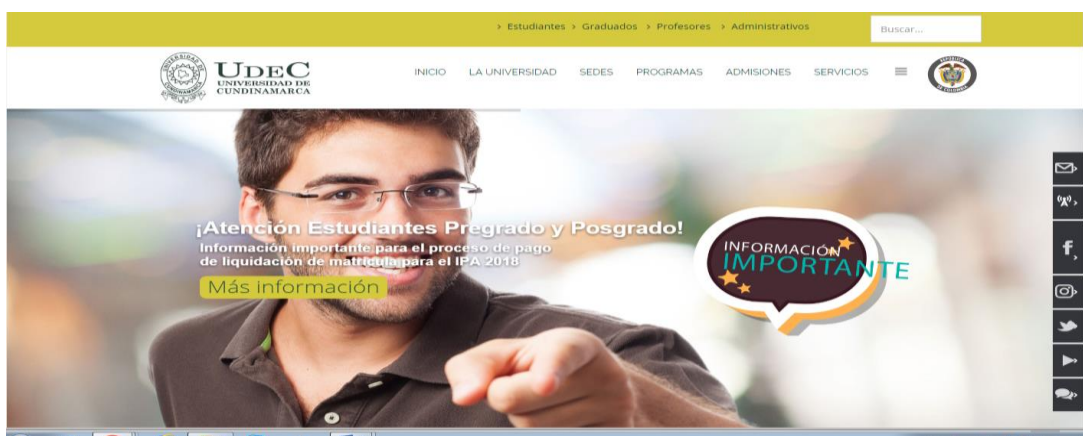 › Estudiantes › Graduados › Profesores › Administrativos
Buscar...
UDEC
UNIVERSIDAD DE
CUNDINAMARCA
INICIO LA UNIVERSIDAD SEDES PROGRAMAS ADMISIONES SERVICIOS
¡Atención Estudiantes Pregrado y Posgrado!
Información importante para el proceso de pago
de liquidación de matrícula para el IPA 2018
Más información
INFORMACIÓN
IMPORTANTE